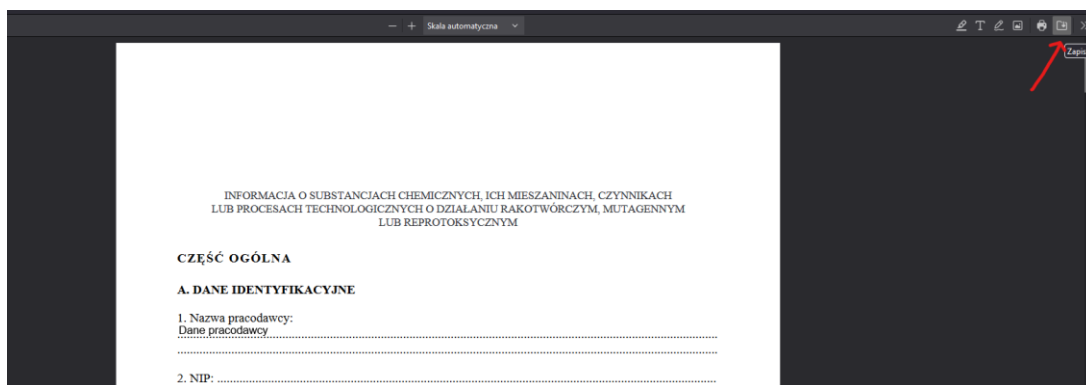 Skala automatyczna
Zapis
INFORMACJA O SUBSTANCJACH CHEMICZNYCH, ICH MIESZANINACH, CZYNNIKACH
LUB PROCESACH TECHNOLOGICZNYCH O DZIAŁANIU RAKOTWÓRCZYM, MUTAGENNYM
LUB REPROTOKSYCZNYM
CZĘŚĆ OGÓLNA
A. DANE IDENTYFIKACYJNE
1. Nazwa pracodawcy:
Dane pracodawcy
2. NIP: